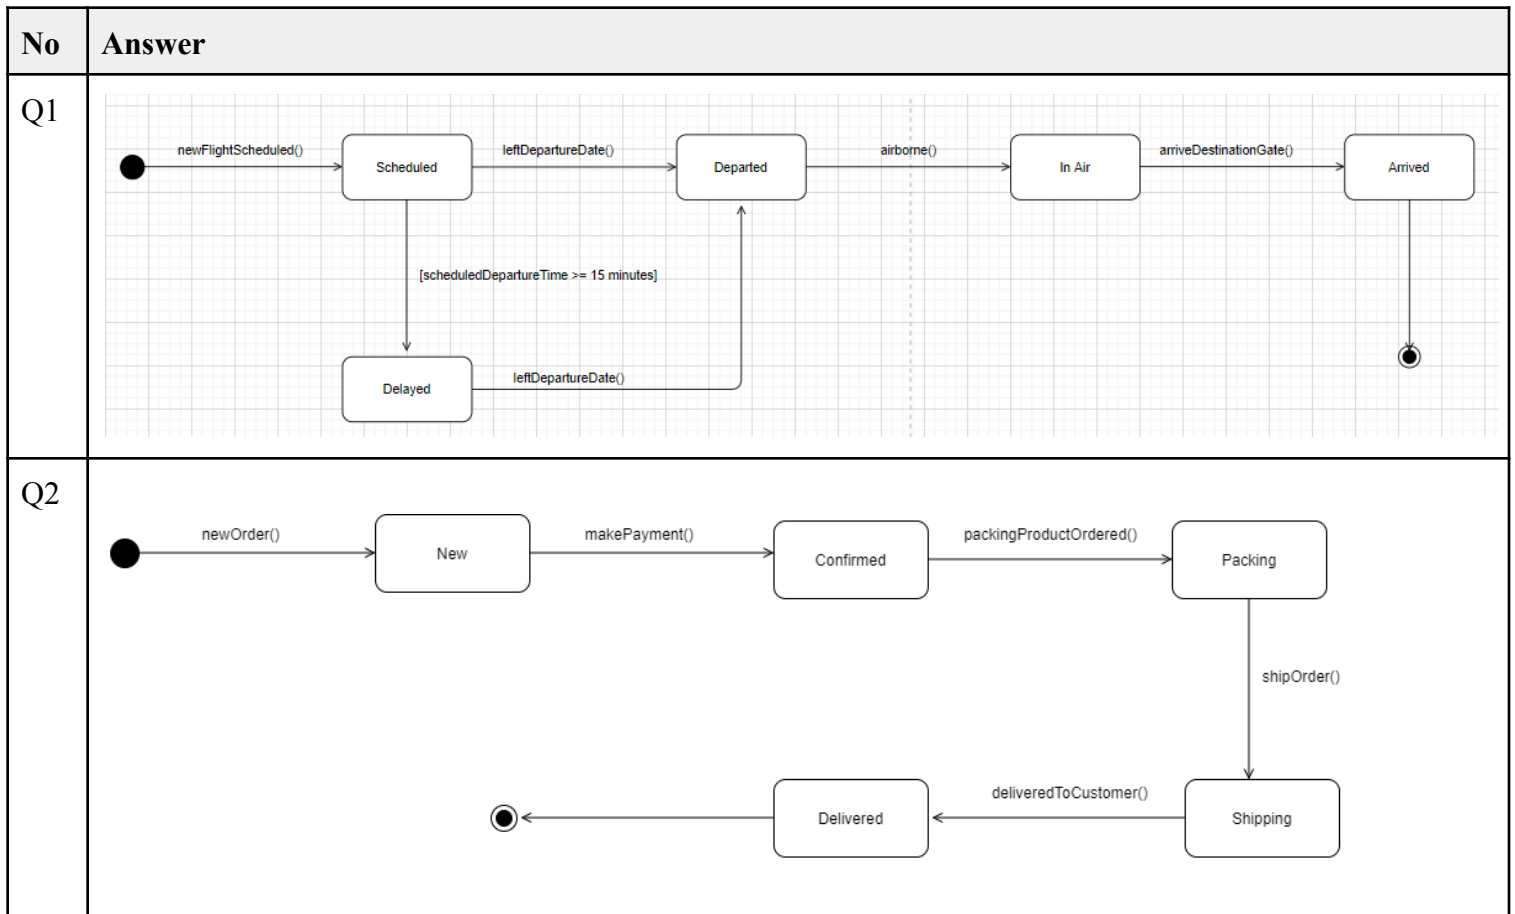 No Answer
Q1
newFlightScheduled() leftDepartureDate() airborne() arriveDestinationGate()
Scheduled Departed In Air Arrived
[scheduledDepartureTime >= 15 minutes]
leftDepartureDate()
Delayed
Q2
newOrder() makePayment() packingProductOrdered()
New Confirmed Packing
shipOrder()
deliveredToCustomer()
Delivered Shipping